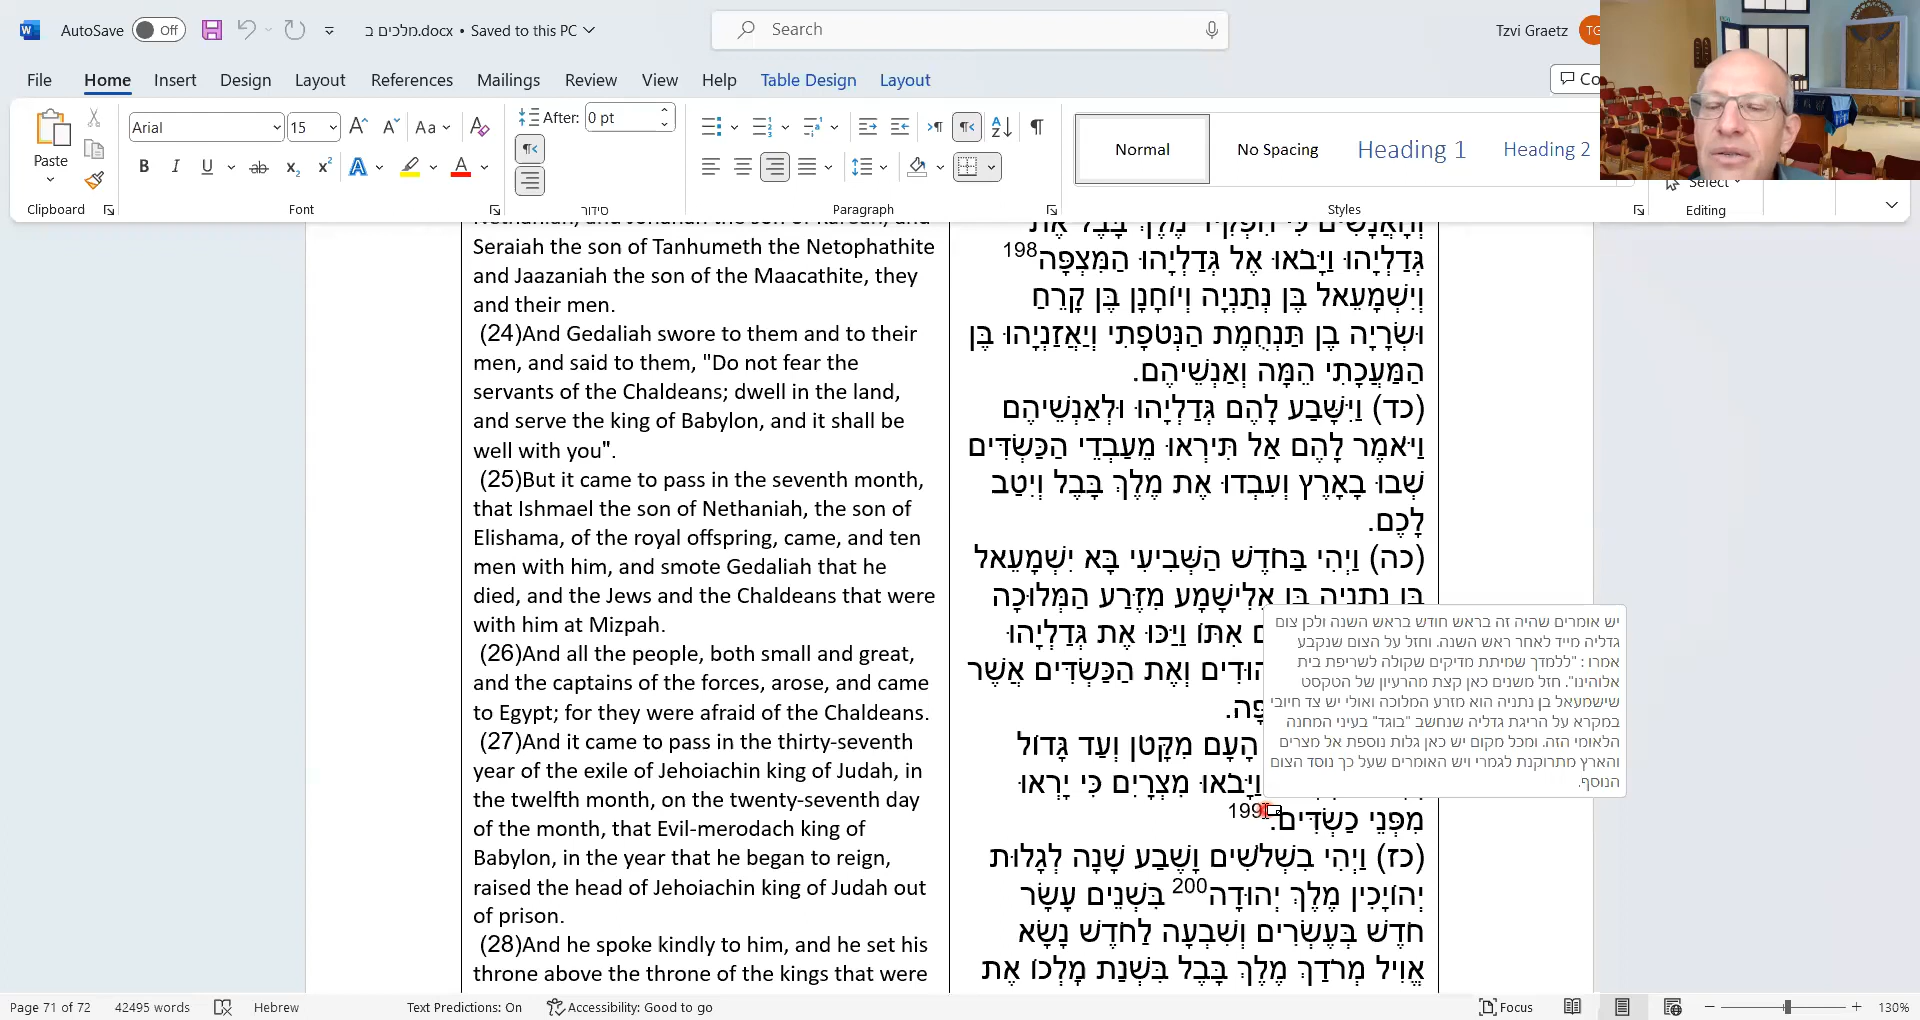 AutoSave Off מלכים ב.docx • Saved to this PC Search Tzvi Graetz TG
File Home Insert Design Layout References Mailings Review View Help Table Design Layout Co
Paste Arial 15 Aa After: 0 pt Normal No Spacing Heading 1 Heading 2
B I U ab x₂ x² A A Select
Clipboard Font סידור Paragraph Styles Editing
Seraiah the son of Tanhumeth the Netophathite
and Jaazaniah the son of the Maacathite, they
and their men.
(24)And Gedaliah swore to them and to their
men, and said to them, "Do not fear the
servants of the Chaldeans; dwell in the land,
and serve the king of Babylon, and it shall be
well with you".
(25)But it came to pass in the seventh month,
that Ishmael the son of Nethaniah, the son of
Elishama, of the royal offspring, came, and ten
men with him, and smote Gedaliah that he
died, and the Jews and the Chaldeans that were
with him at Mizpah.
(26)And all the people, both small and great,
and the captains of the forces, arose, and came
to Egypt; for they were afraid of the Chaldeans.
(27)And it came to pass in the thirty-seventh
year of the exile of Jehoiachin king of Judah, in
the twelfth month, on the twenty-seventh day
of the month, that Evil-merodach king of
Babylon, in the year that he began to reign,
raised the head of Jehoiachin king of Judah out
of prison.
(28)And he spoke kindly to him, and he set his
throne above the throne of the kings that were
וְהָאֲנָשִׁים כִּי הִפְקִיד מֶלֶךְ בָּבֶל אֶת
גְּדַלְיָהוּ וַיָּבֹאוּ אֶל גְּדַלְיָהוּ הַמִּצְפָּה198
וְיִשְׁמָעֵאל בֶּן נְתַנְיָה וְיוֹחָנָן בֶּן קָרֵחַ
וּשְׂרָיָה בֶן תַּנְחֻמֶת הַנְּטֹפָתִי וְיַאֲזַנְיָהוּ בֶּן
הַמַּעֲכָתִי הֵמָּה וְאַנְשֵׁיהֶם.
(כד) וַיִּשָּׁבַע לָהֶם גְּדַלְיָהוּ וּלְאַנְשֵׁיהֶם
וַיֹּאמֶר לָהֶם אַל תִּירְאוּ מֵעַבְדֵי הַכַּשְׂדִּים
שְׁבוּ בָאָרֶץ וְעִבְדוּ אֶת מֶלֶךְ בָּבֶל וְיִטַב
לָכֶם.
(כה) וַיְהִי בַּחֹדֶשׁ הַשְּׁבִיעִי בָּא יִשְׁמָעֵאל
בֶּן נְתַנְיָה בֶּן אֱלִישָׁמָע מִזֶּרַע הַמְּלוּכָה
אִתּוֹ וַיַּכּוּ אֶת גְּדַלְיָהוּ
וְאֶת הַכַּשְׂדִּים אֲשֶׁר
הָעָם מִקָּטֹן וְעַד גָּדוֹל
וַיָּבֹאוּ מִצְרָיִם כִּי יָרְאוּ
מִפְּנֵי כַשְׂדִּים.199
(כז) וַיְהִי בִשְׁלֹשִׁים וָשֶׁבַע שָׁנָה לְגָלוּת
יְהוֹיָכִין מֶלֶךְ יְהוּדָה200 בִּשְׁנֵים עָשָׂר
חֹדֶשׁ בְּעֶשְׂרִים וְשִׁבְעָה לַחֹדֶשׁ נָשָׂא
אֱוִיל מְרֹדַךְ מֶלֶךְ בָּבֶל בִּשְׁנַת מָלְכוֹ אֶת
יש אומרים שהיה זה בראש חודש בראש השנה ולכן צום
גדליה מייד לאחר ראש השנה. וחזל על הצום שנקבע
אמרו : "ללמדך שמיתת מדיקים שקולה לשריפת בית
אלוהינו". חזל משנים כאן קצת מהרעיון של הטקסט
שישמעאל בן נתניה הוא מזרע המלוכה ואולי יש צד חיובי
במקרא על הריגת גדליה שנחשב "בוגד" בעיני המחנה
הלאומי הזה. ומכל מקום יש כאן גלות נוספת אל מצרים
והארץ מתרוקנת לגמרי ויש האומרים שעל כך נוסד הצום
הנוסף.
Page 71 of 72 42495 words Hebrew Text Predictions: On Accessibility: Good to go Focus 130%